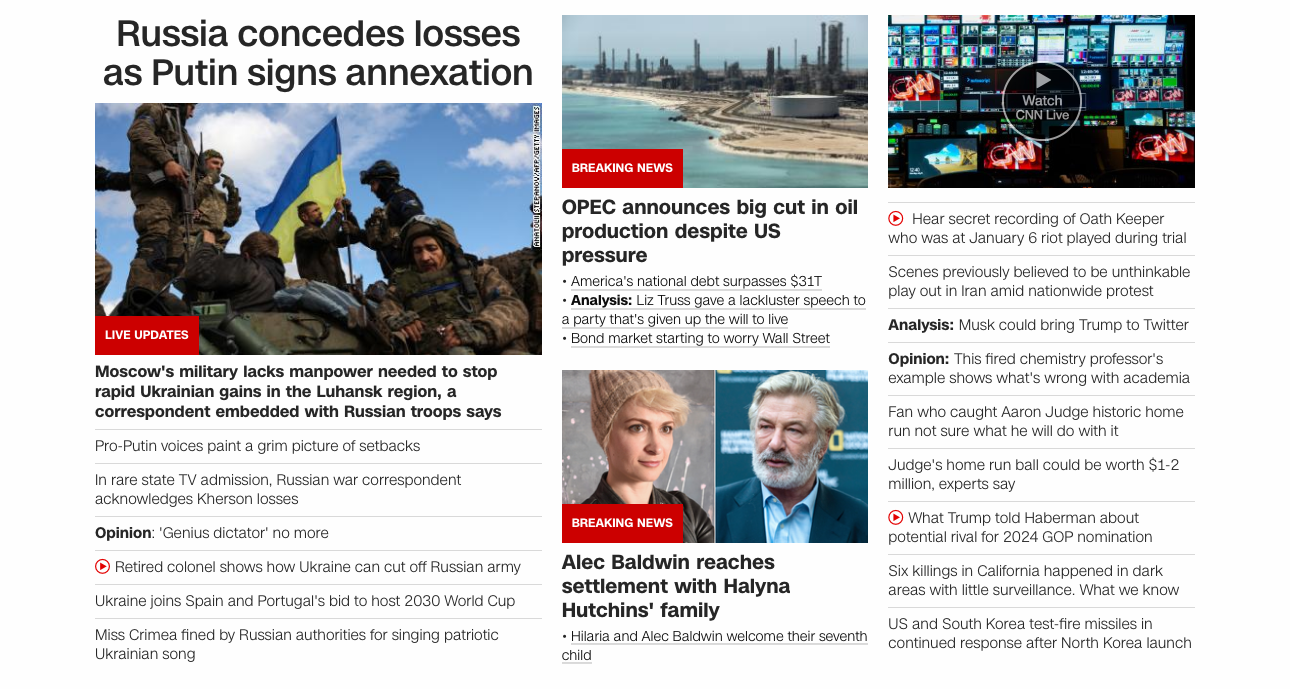 Russia concedes losses
as Putin signs annexation
ANATOLII STEPANOV/AFP/GETTY IMAGES
LIVE UPDATES
Moscow's military lacks manpower needed to stop
rapid Ukrainian gains in the Luhansk region, a
correspondent embedded with Russian troops says
Pro-Putin voices paint a grim picture of setbacks
In rare state TV admission, Russian war correspondent
acknowledges Kherson losses
Opinion: 'Genius dictator' no more
Retired colonel shows how Ukraine can cut off Russian army
Ukraine joins Spain and Portugal's bid to host 2030 World Cup
Miss Crimea fined by Russian authorities for singing patriotic
Ukrainian song
BREAKING NEWS
OPEC announces big cut in oil
production despite US
pressure
• America's national debt surpasses $31T
• Analysis: Liz Truss gave a lackluster speech to
a party that's given up the will to live
• Bond market starting to worry Wall Street
BREAKING NEWS
Alec Baldwin reaches
settlement with Halyna
Hutchins' family
• Hilaria and Alec Baldwin welcome their seventh
child
CNN
CNN
Watch
CNN Live
CNN
CNN
Hear secret recording of Oath Keeper
who was at January 6 riot played during trial
Scenes previously believed to be unthinkable
play out in Iran amid nationwide protest
Analysis: Musk could bring Trump to Twitter
Opinion: This fired chemistry professor's
example shows what's wrong with academia
Fan who caught Aaron Judge historic home
run not sure what he will do with it
Judge's home run ball could be worth $1-2
million, experts say
What Trump told Haberman about
potential rival for 2024 GOP nomination
Six killings in California happened in dark
areas with little surveillance. What we know
US and South Korea test-fire missiles in
continued response after North Korea launch